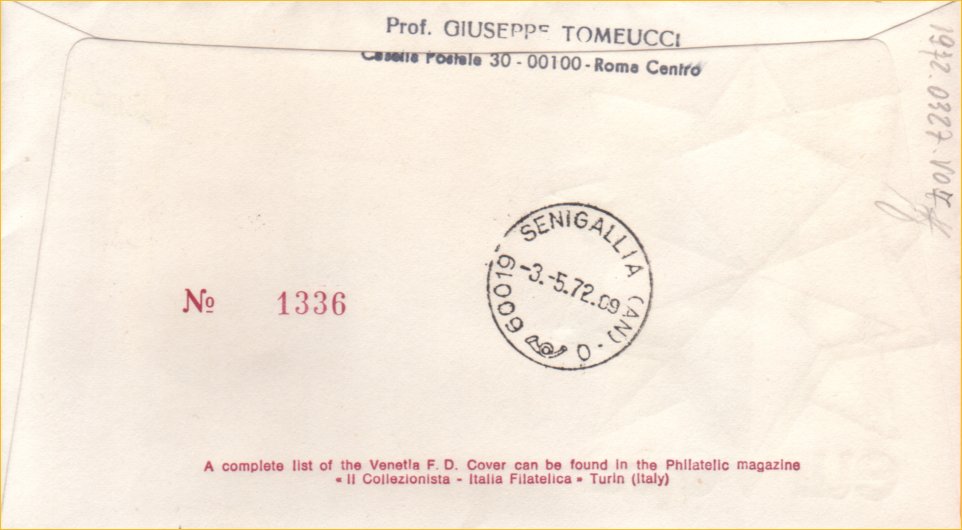 Prof. GIUSEPPE TOMEUCCI
Casella Postale 30 - 00100 - Roma Centro
1972.0327.
SENIGALLIA (AN) - O
-3.-5.72.09
60019
No 1336
A complete list of the Venetia F. D. Cover can be found in the Philatelic magazine
« Il Collezionista - Italia Filatelica » Turin (Italy)